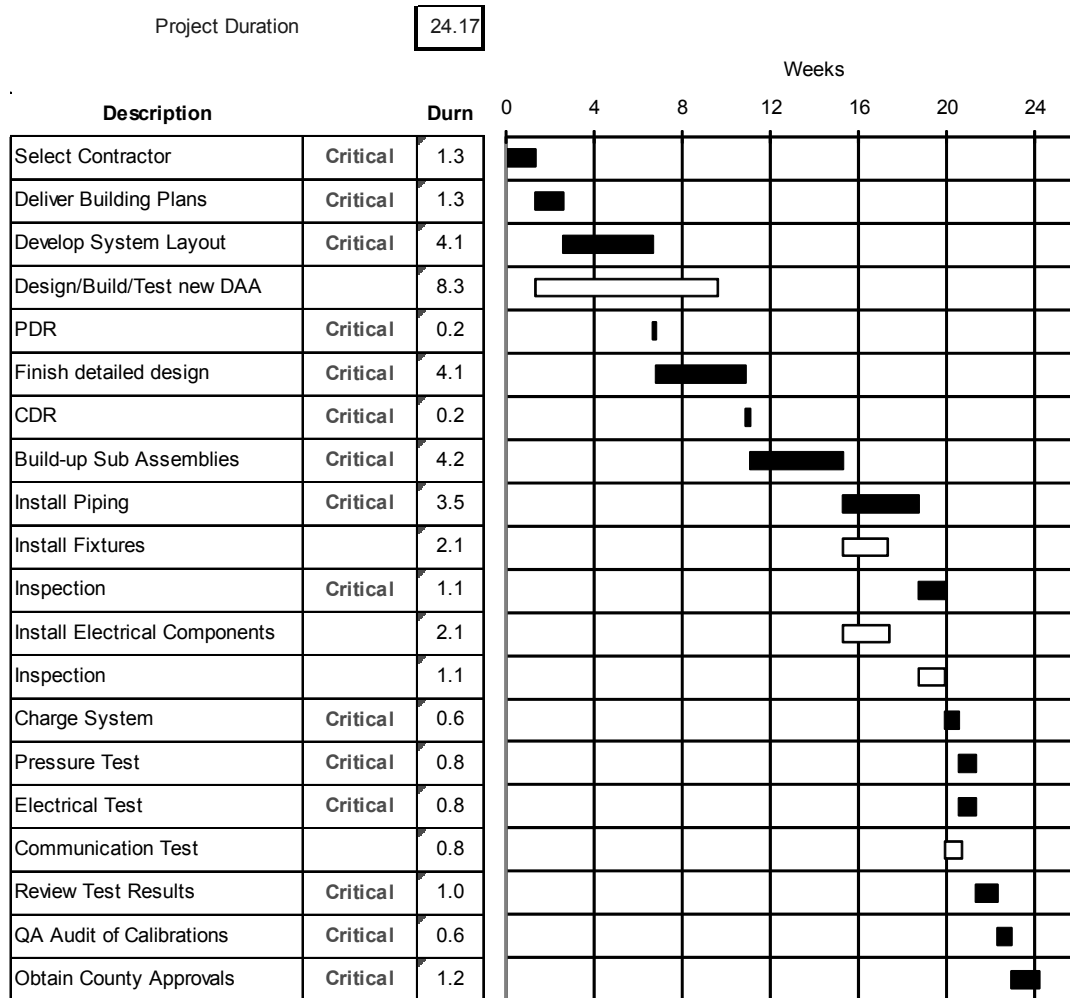 Project Duration 24.17
Weeks
Description Durn 0 4 8 12 16 20 24
Select Contractor Critical 1.3
Deliver Building Plans Critical 1.3
Develop System Layout Critical 4.1
Design/Build/Test new DAA 8.3
PDR Critical 0.2
Finish detailed design Critical 4.1
CDR Critical 0.2
Build-up Sub Assemblies Critical 4.2
Install Piping Critical 3.5
Install Fixtures 2.1
Inspection Critical 1.1
Install Electrical Components 2.1
Inspection 1.1
Charge System Critical 0.6
Pressure Test Critical 0.8
Electrical Test Critical 0.8
Communication Test 0.8
Review Test Results Critical 1.0
QA Audit of Calibrations Critical 0.6
Obtain County Approvals Critical 1.2